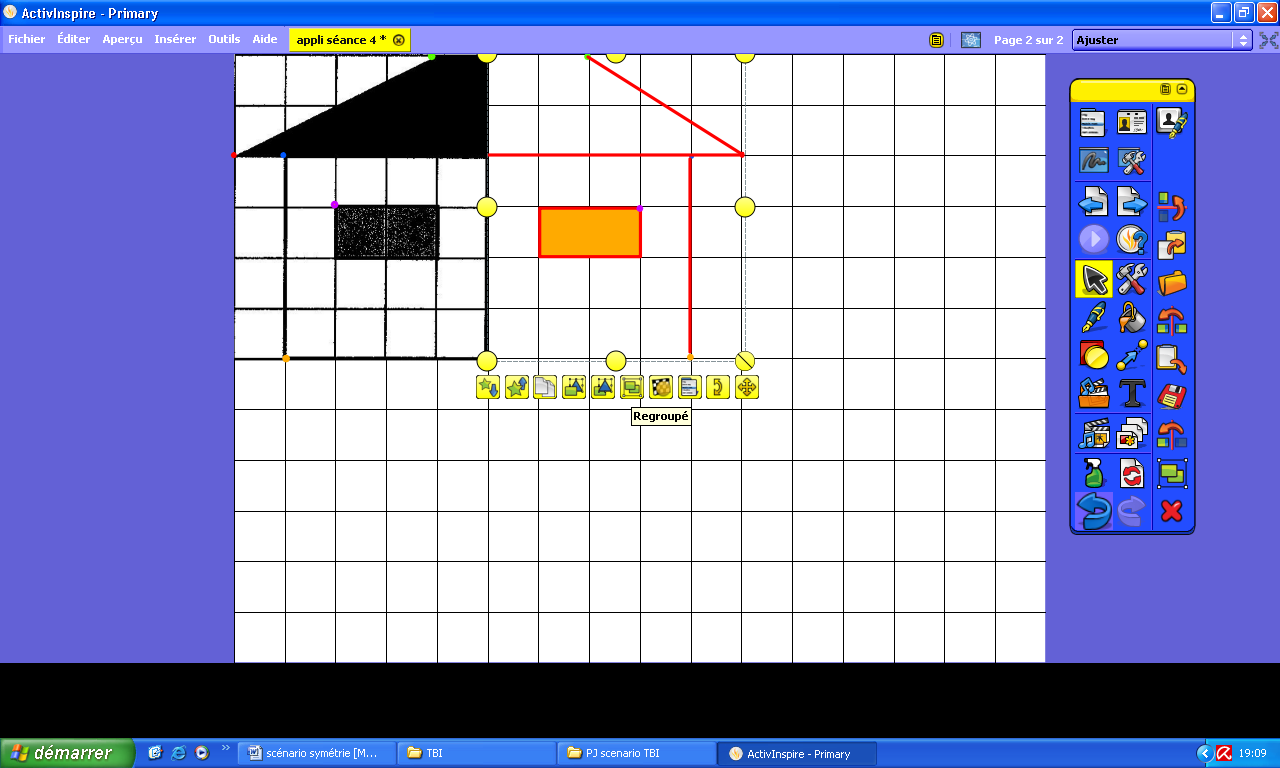 ActivInspire - Primary
Fichier Éditer Aperçu Insérer Outils Aide appli séance 4 * Page 2 sur 2 Ajuster
Regroupé
démarrer scénario symétrie [M... TBI PJ scenario TBI ActivInspire - Primary 19:09